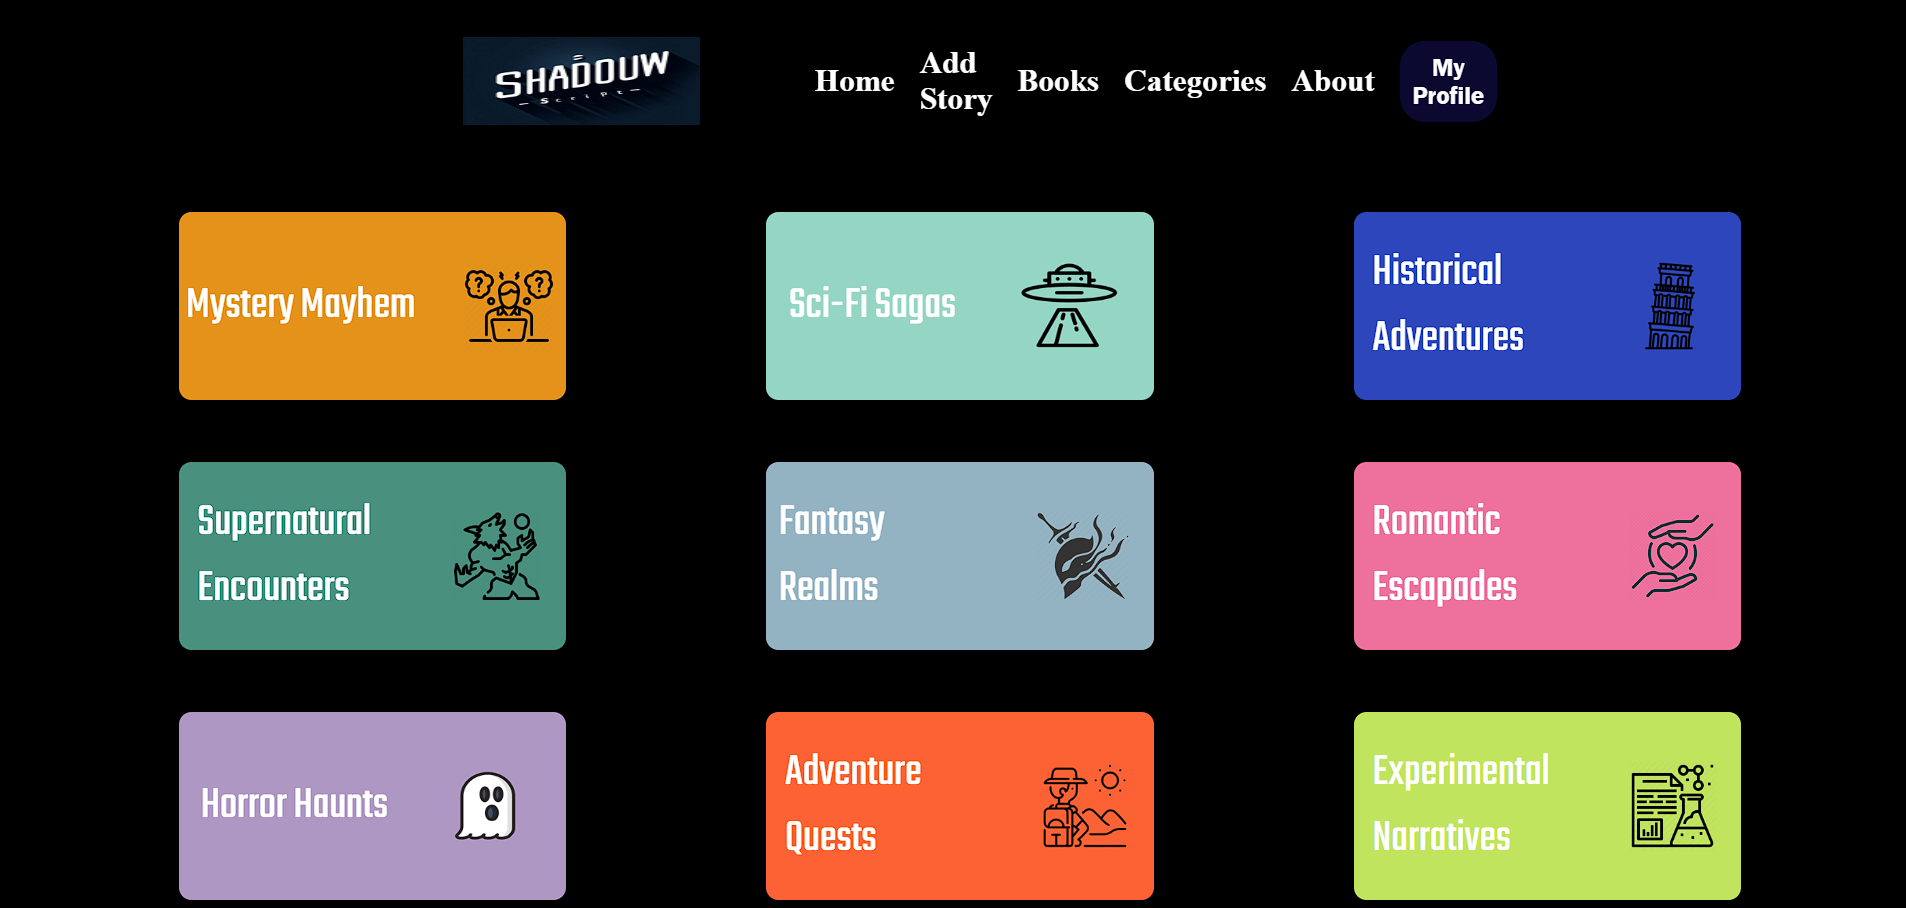 SHADOUW
Script
Home
Add
Story
Books
Categories
About
My
Profile
Mystery Mayhem
Sci-Fi Sagas
Historical
Adventures
Supernatural
Encounters
Fantasy
Realms
Romantic
Escapades
Horror Haunts
Adventure
Quests
Experimental
Narratives